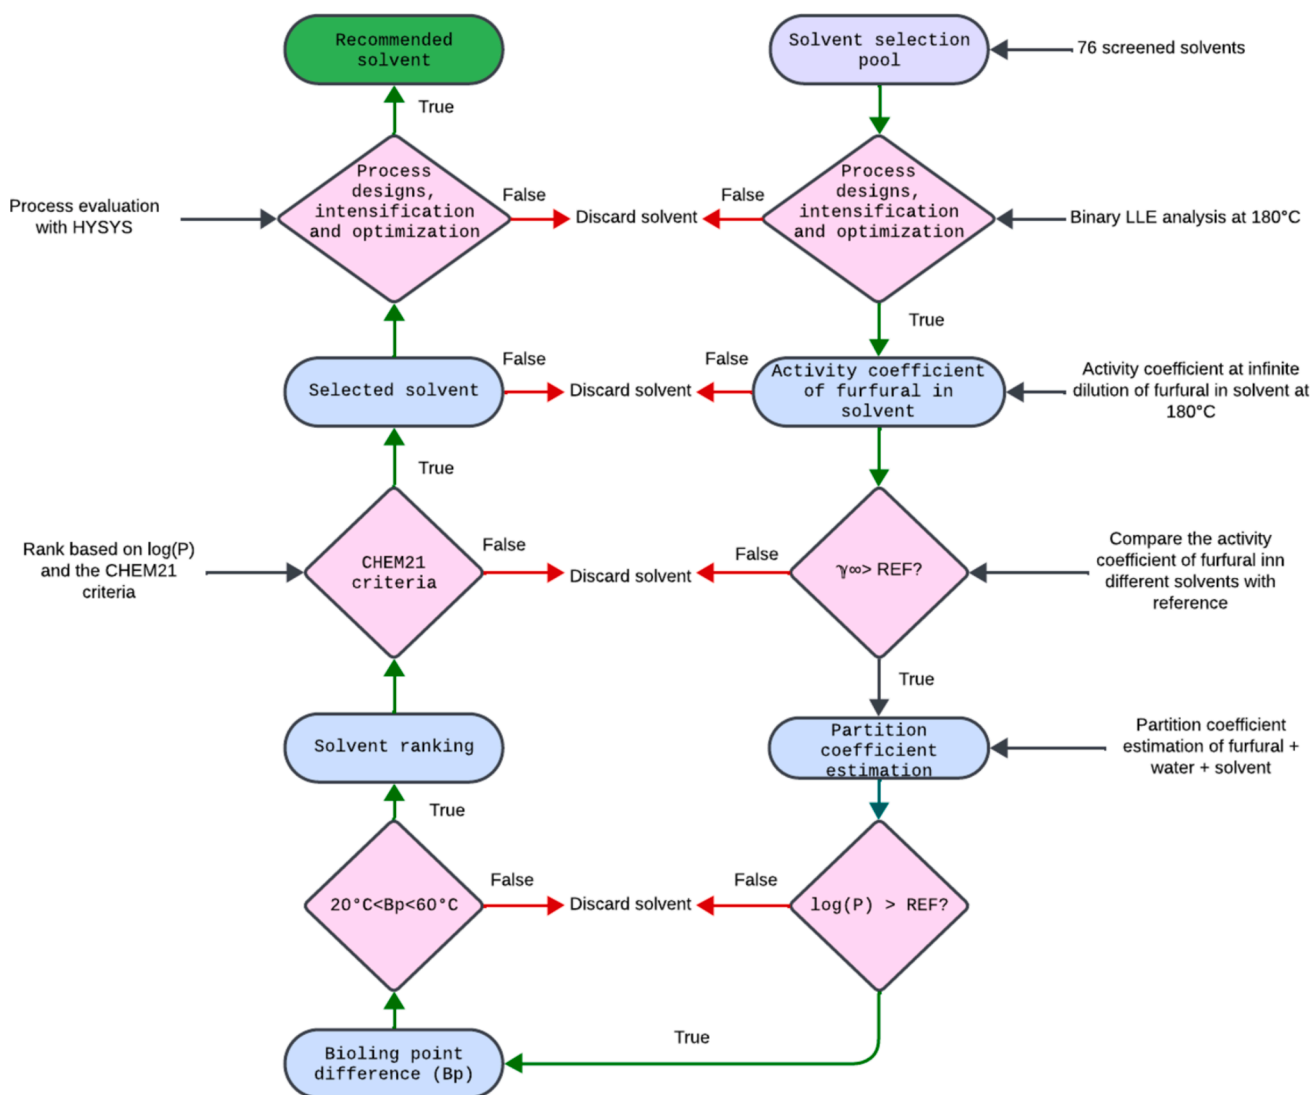 Recommended
solvent
Solvent selection
pool
76 screened solvents
True
Process
designs,
intensification
and optimization
False
Discard solvent
False
Process
designs,
intensification
and optimization
Process evaluation
with HYSYS
Binary LLE analysis at 180°C
True
Selected solvent
False
Discard solvent
False
Activity coefficient
of furfural in
solvent
Activity coefficient at infinite
dilution of furfural in solvent at
180°C
True
Rank based on log(P)
and the CHEM21
criteria
CHEM21
criteria
False
Discard solvent
False
γ∞> REF?
Compare the activity
coefficient of furfural inn
different solvents with
reference
True
Solvent ranking
Partition
coefficient
estimation
Partition coefficient
estimation of furfural +
water + solvent
True
20°C<Bp<60°C
False
Discard solvent
False
log(P) > REF?
True
Bioling point
difference (Bp)